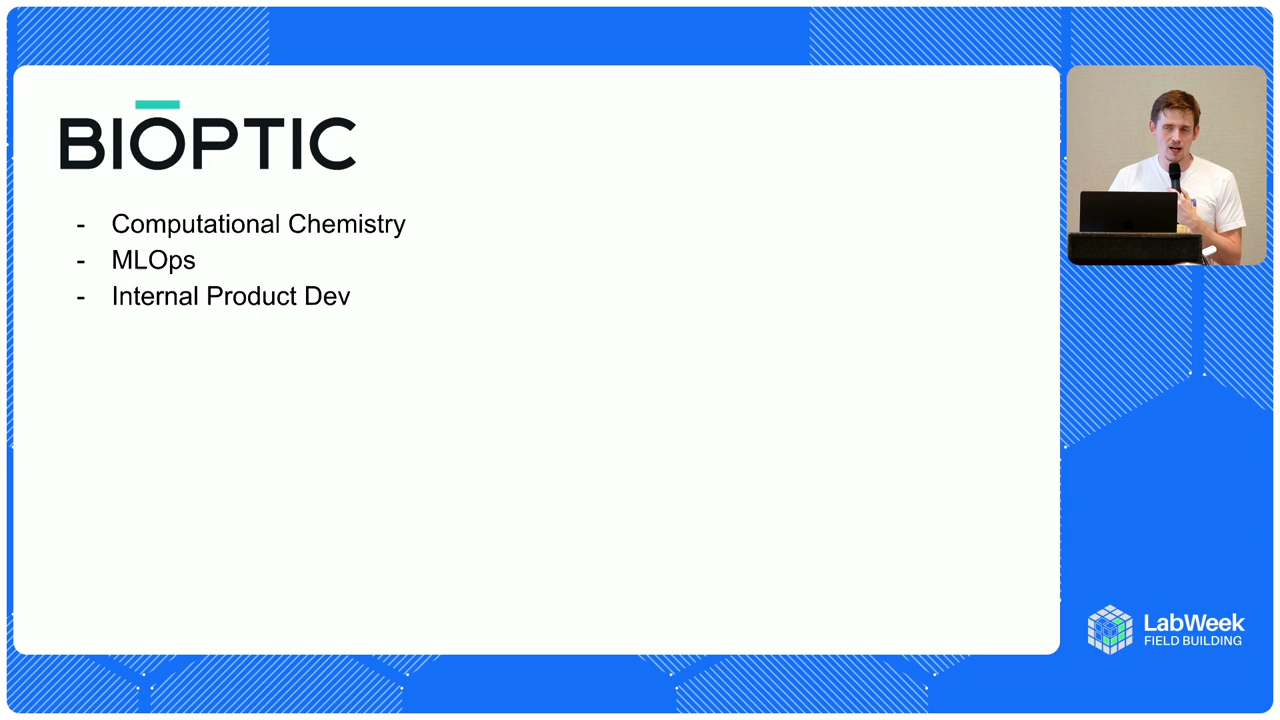 BIOPTIC
- Computational Chemistry
- MLOps
- Internal Product Dev
LabWeek
FIELD BUILDING